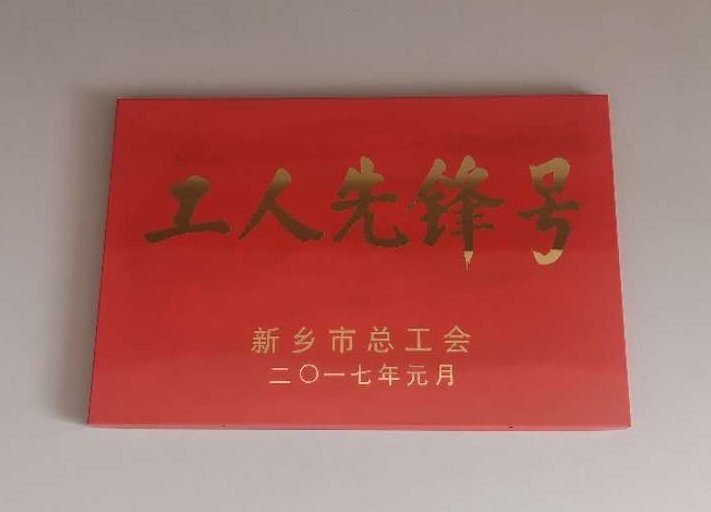 工人先锋号
新乡市总工会
二〇一七年元月